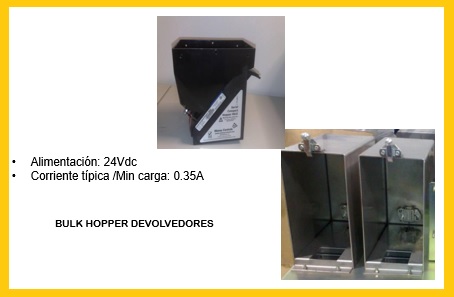 • Alimentación: 24Vdc
• Corriente típica /Min carga: 0.35A
BULK HOPPER DEVOLVEDORES